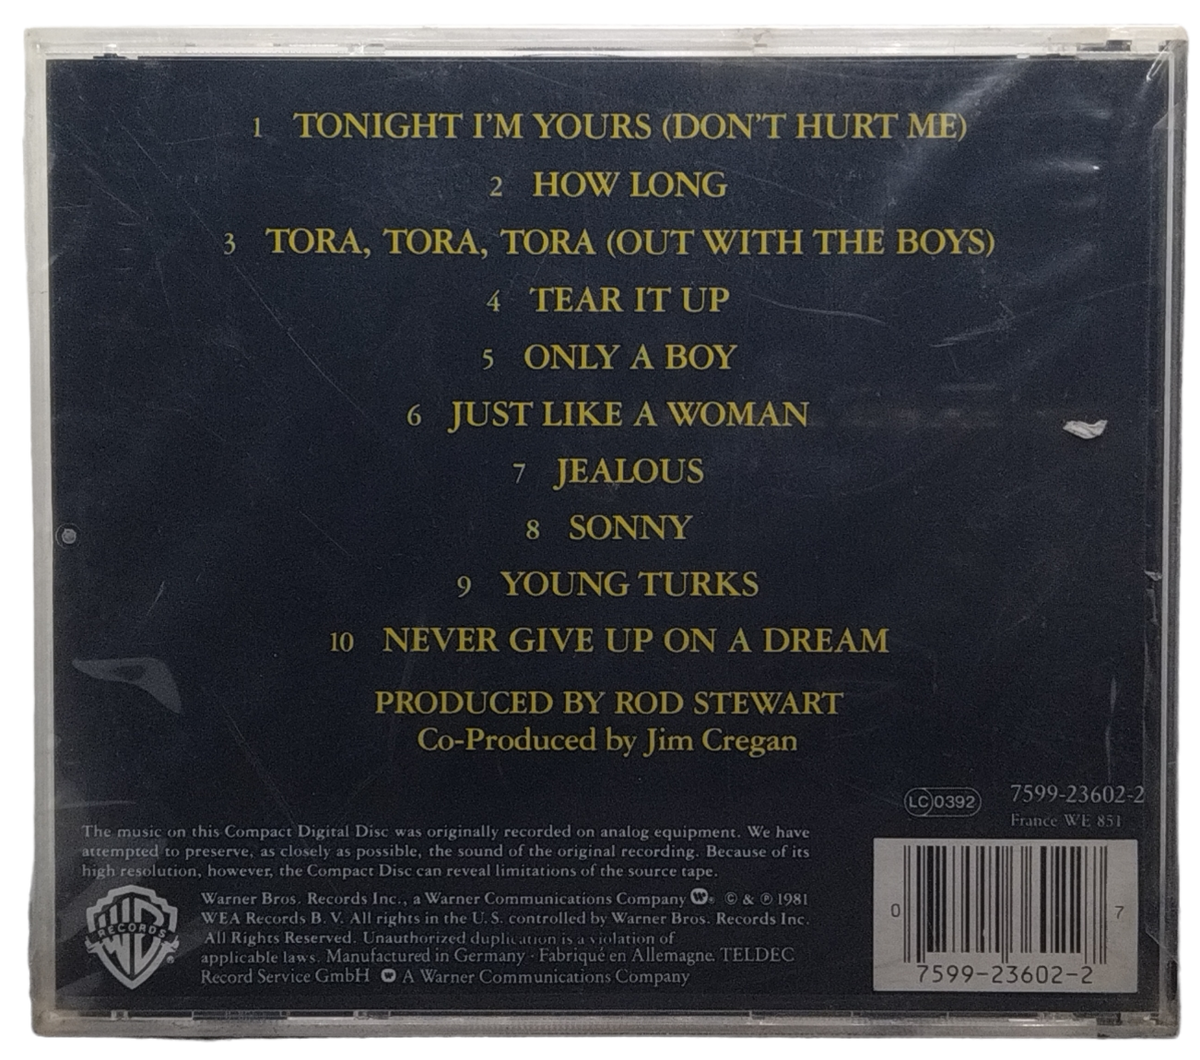 1 TONIGHT I'M YOURS (DON'T HURT ME)
2 HOW LONG
3 TORA, TORA, TORA (OUT WITH THE BOYS)
4 TEAR IT UP
5 ONLY A BOY
6 JUST LIKE A WOMAN
7 JEALOUS
8 SONNY
9 YOUNG TURKS
10 NEVER GIVE UP ON A DREAM
PRODUCED BY ROD STEWART
Co-Produced by Jim Cregan
LC 0392
7599-23602-2
France WE 851
The music on this Compact Digital Disc was originally recorded on analog equipment. We have
attempted to preserve, as closely as possible, the sound of the original recording. Because of its
high resolution, however, the Compact Disc can reveal limitations of the source tape.
WB RECORDS ®
Warner Bros. Records Inc., a Warner Communications Company W® © & ℗ 1981
WEA Records B. V. All rights in the U. S. controlled by Warner Bros. Records Inc.
All Rights Reserved. Unauthorized duplication is a violation of
applicable laws. Manufactured in Germany · Fabriqué en Allemagne. TELDEC
Record Service GmbH W A Warner Communications Company
0 7
7599-23602-2